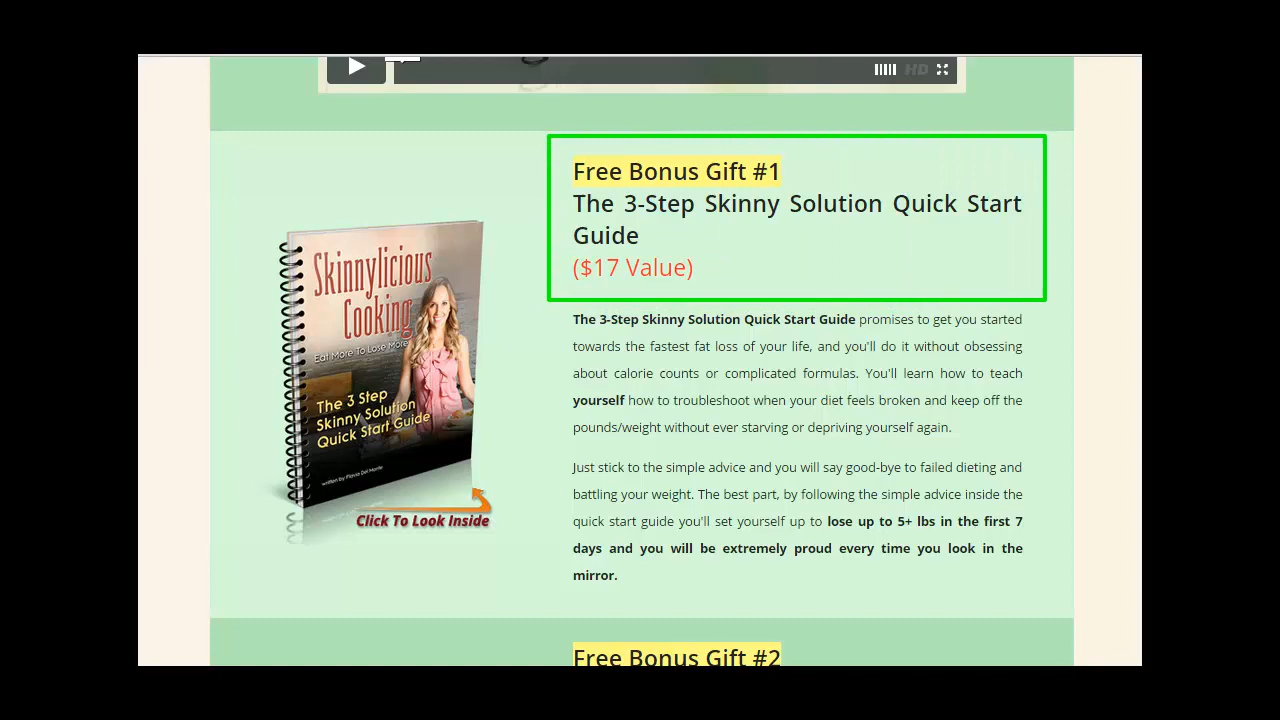 HD
Free Bonus Gift #1
The 3-Step Skinny Solution Quick Start
Guide
($17 Value)
Skinnylicious
Cooking
Eat More To Lose More
The 3 Step
Skinny Solution
Quick Start Guide
written by Flavia Del Monte
Click To Look Inside
The 3-Step Skinny Solution Quick Start Guide promises to get you started
towards the fastest fat loss of your life, and you'll do it without obsessing
about calorie counts or complicated formulas. You'll learn how to teach
yourself how to troubleshoot when your diet feels broken and keep off the
pounds/weight without ever starving or depriving yourself again.
Just stick to the simple advice and you will say good-bye to failed dieting and
battling your weight. The best part, by following the simple advice inside the
quick start guide you'll set yourself up to lose up to 5+ lbs in the first 7
days and you will be extremely proud every time you look in the
mirror.
Free Bonus Gift #2